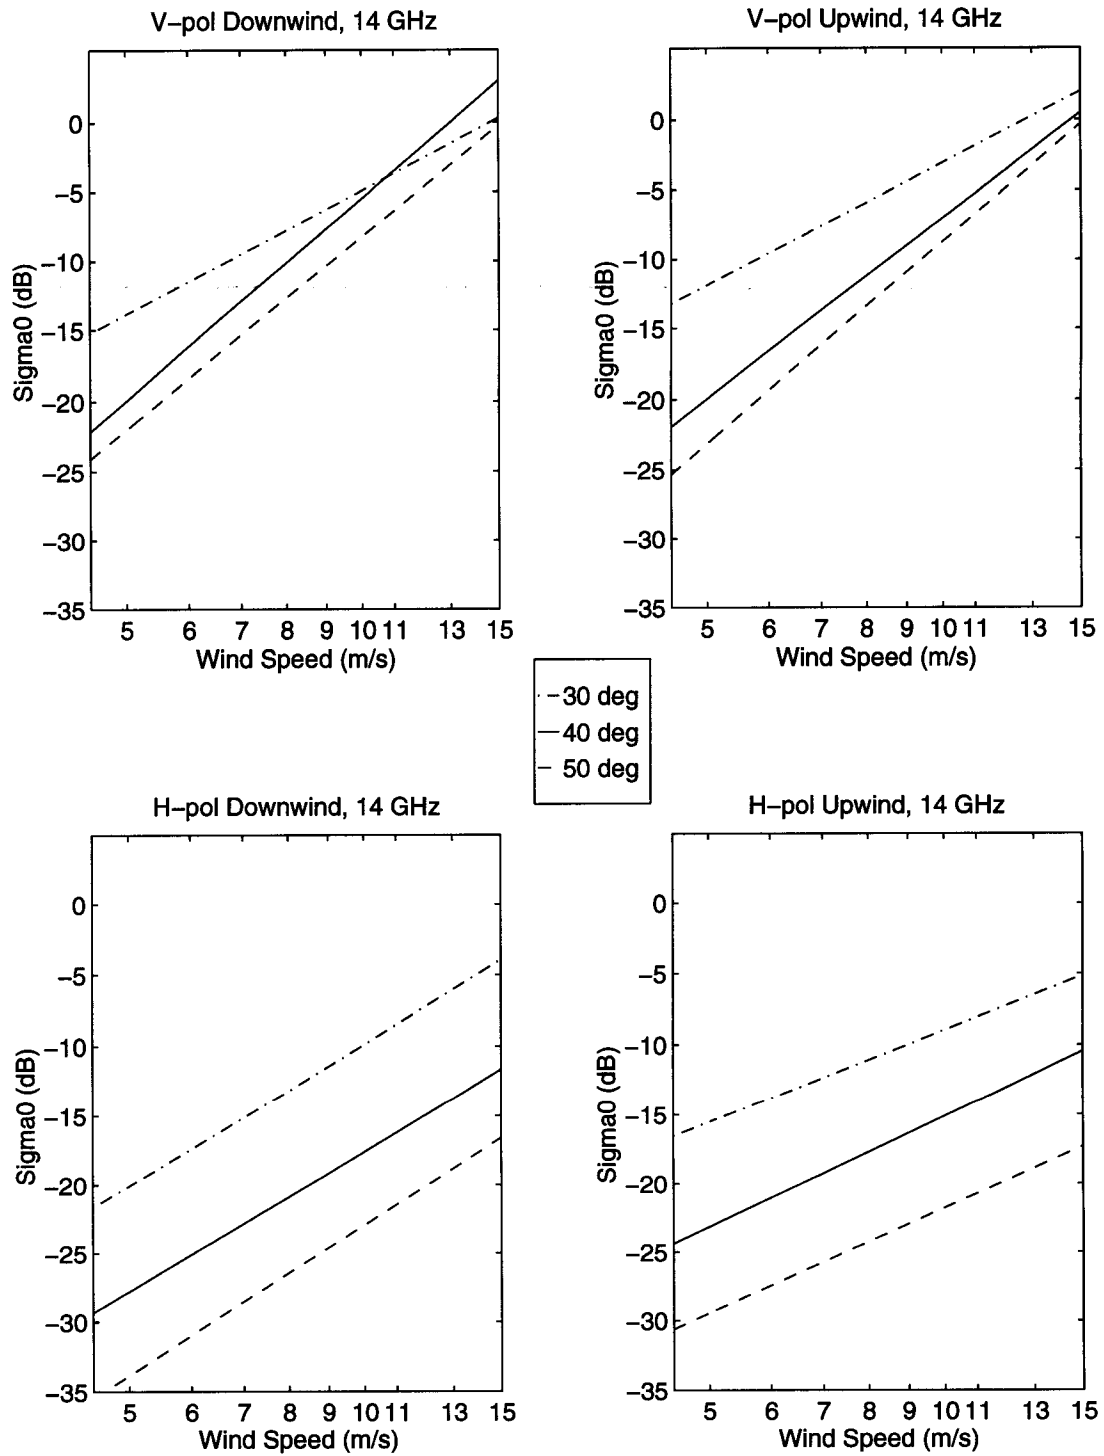 V-pol Downwind, 14 GHz
Sigma0 (dB)
0
-5
-10
-15
-20
-25
-30
-35
5 6 7 8 9 10 11 13 15
Wind Speed (m/s)
V-pol Upwind, 14 GHz
Sigma0 (dB)
0
-5
-10
-15
-20
-25
-30
-35
5 6 7 8 9 10 11 13 15
Wind Speed (m/s)
30 deg
40 deg
50 deg
H-pol Downwind, 14 GHz
Sigma0 (dB)
0
-5
-10
-15
-20
-25
-30
-35
5 6 7 8 9 10 11 13 15
Wind Speed (m/s)
H-pol Upwind, 14 GHz
Sigma0 (dB)
0
-5
-10
-15
-20
-25
-30
-35
5 6 7 8 9 10 11 13 15
Wind Speed (m/s)